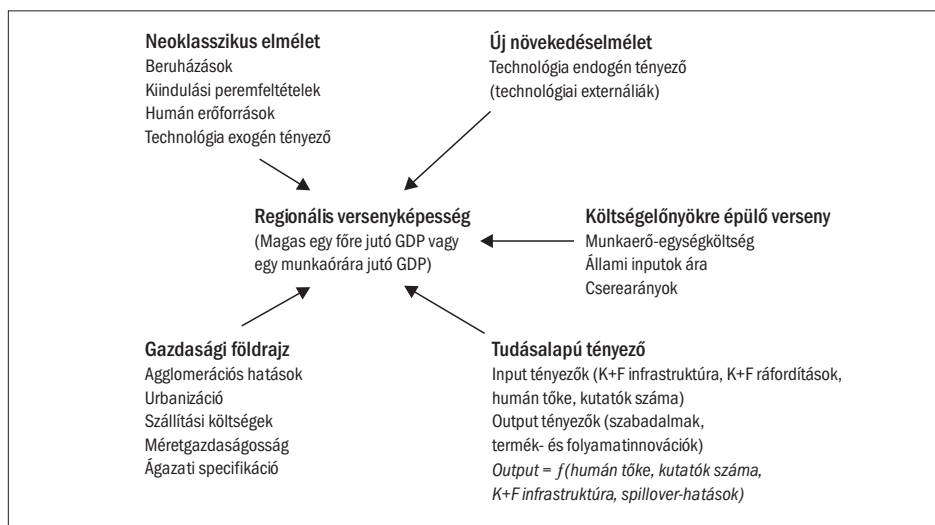 Neoklasszikus elmélet
Beruházások
Kiindulási peremfeltételek
Humán erőforrások
Technológia exogén tényező
Új növekedéselmélet
Technológia endogén tényező
(technológiai externáliák)
Regionális versenyképesség
(Magas egy főre jutó GDP vagy
egy munkaórára jutó GDP)
Költségelőnyökre épülő verseny
Munkaerő-egységköltség
Állami inputok ára
Cserearányok
Gazdasági földrajz
Agglomerációs hatások
Urbanizáció
Szállítási költségek
Méretgazdaságosság
Ágazati specifikáció
Tudásalapú tényező
Input tényezők (K+F infrastruktúra, K+F ráfordítások,
humán tőke, kutatók száma)
Output tényezők (szabadalmak,
termék- és folyamatinnovációk)
Output = f(humán tőke, kutatók száma,
K+F infrastruktúra, spillover-hatások)